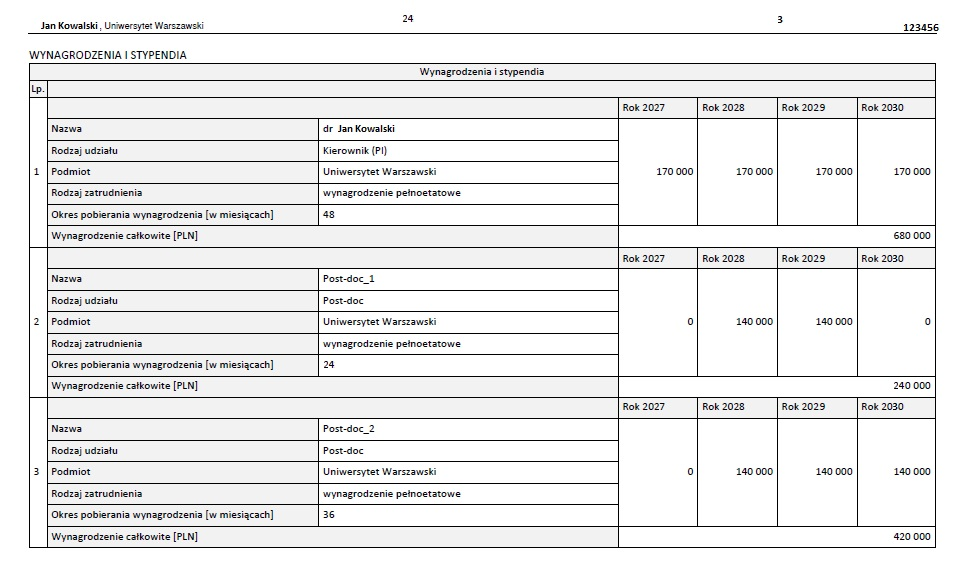 Jan Kowalski , Uniwersytet Warszawski 24 3 123456
WYNAGRODZENIA I STYPENDIA
Wynagrodzenia i stypendia
Lp.
Rok 2027 Rok 2028 Rok 2029 Rok 2030
Nazwa dr Jan Kowalski
Rodzaj udziału Kierownik (PI)
1 Podmiot Uniwersytet Warszawski 170 000 170 000 170 000 170 000
Rodzaj zatrudnienia wynagrodzenie pełnoetatowe
Okres pobierania wynagrodzenia [w miesiącach] 48
Wynagrodzenie całkowite [PLN] 680 000
Rok 2027 Rok 2028 Rok 2029 Rok 2030
Nazwa Post-doc_1
Rodzaj udziału Post-doc
2 Podmiot Uniwersytet Warszawski 0 140 000 140 000 0
Rodzaj zatrudnienia wynagrodzenie pełnoetatowe
Okres pobierania wynagrodzenia [w miesiącach] 24
Wynagrodzenie całkowite [PLN] 240 000
Rok 2027 Rok 2028 Rok 2029 Rok 2030
Nazwa Post-doc_2
Rodzaj udziału Post-doc
3 Podmiot Uniwersytet Warszawski 0 140 000 140 000 140 000
Rodzaj zatrudnienia wynagrodzenie pełnoetatowe
Okres pobierania wynagrodzenia [w miesiącach] 36
Wynagrodzenie całkowite [PLN] 420 000